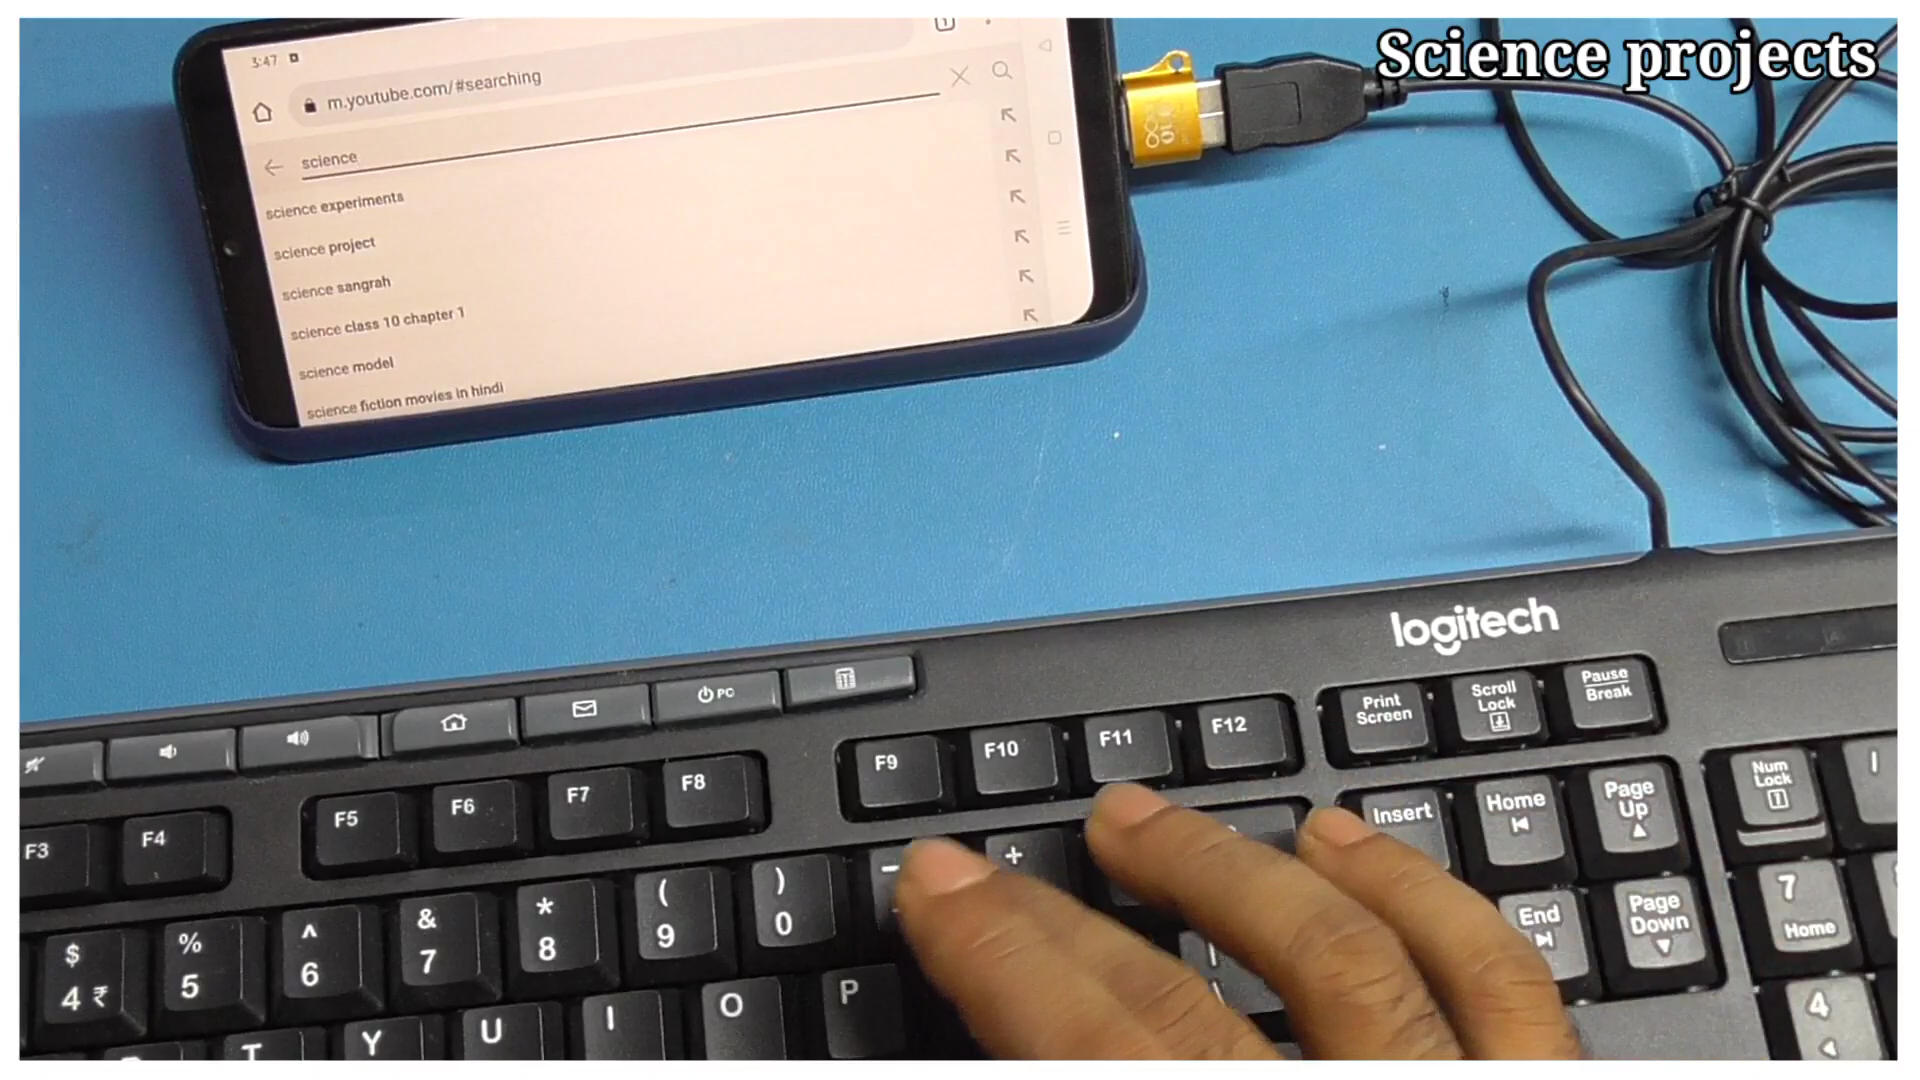 Science projects
3:47
1
m.youtube.com/#searching
science
science experiments
science project
science sangrah
science class 10 chapter 1
science model
science fiction movies in hindi
OTG
logitech
PC
Print Screen
Scroll Lock
Pause Break
F3 F4 F5 F6 F7 F8 F9 F10 F11 F12
Insert
Home
Page Up
Num Lock
$ 4 ₹
% 5
^ 6
& 7
* 8
( 9
) 0
-
+
End
Page Down
7 Home
T Y U I O P
4